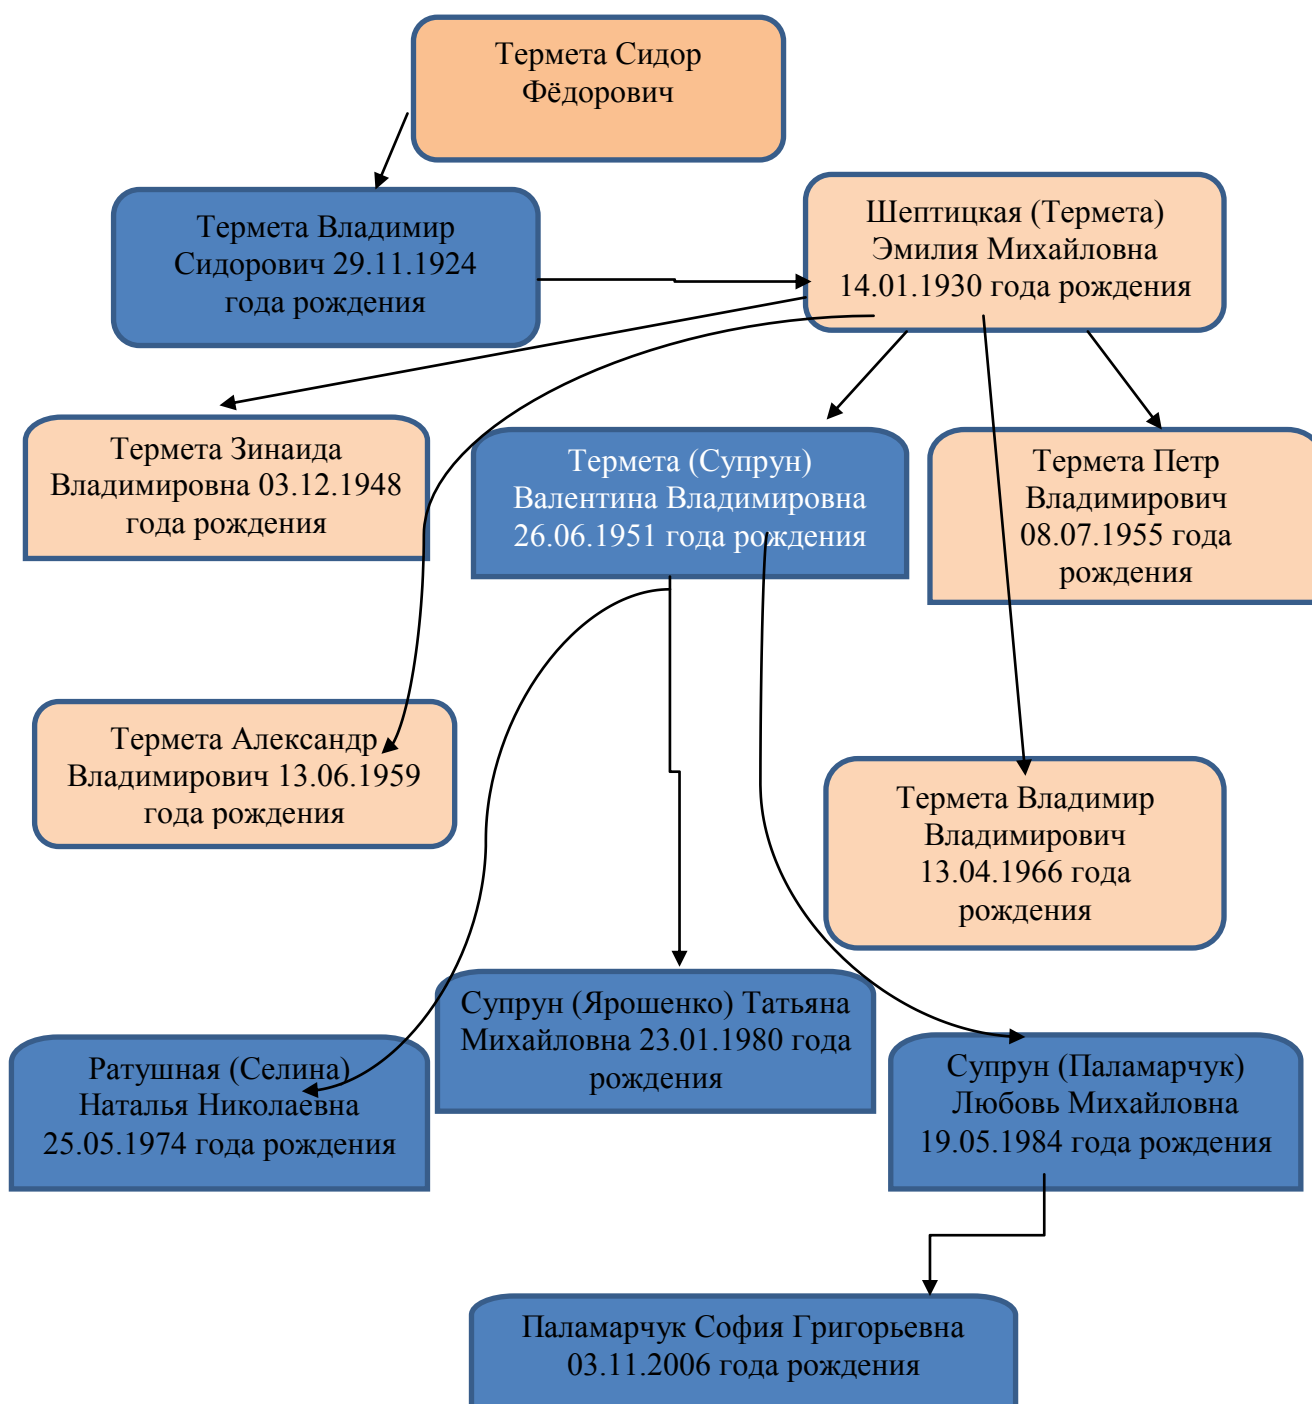 Термета Сидор
Фёдорович
Термета Владимир
Сидорович 29.11.1924
года рождения
Шептицкая (Термета)
Эмилия Михайловна
14.01.1930 года рождения
Термета Зинаида
Владимировна 03.12.1948
года рождения
Термета (Супрун)
Валентина Владимировна
26.06.1951 года рождения
Термета Петр
Владимирович
08.07.1955 года
рождения
Термета Александр
Владимирович 13.06.1959
года рождения
Термета Владимир
Владимирович
13.04.1966 года
рождения
Супрун (Ярошенко) Татьяна
Михайловна 23.01.1980 года
рождения
Ратушная (Селина)
Наталья Николаевна
25.05.1974 года рождения
Супрун (Паламарчук)
Любовь Михайловна
19.05.1984 года рождения
Паламарчук София Григорьевна
03.11.2006 года рождения